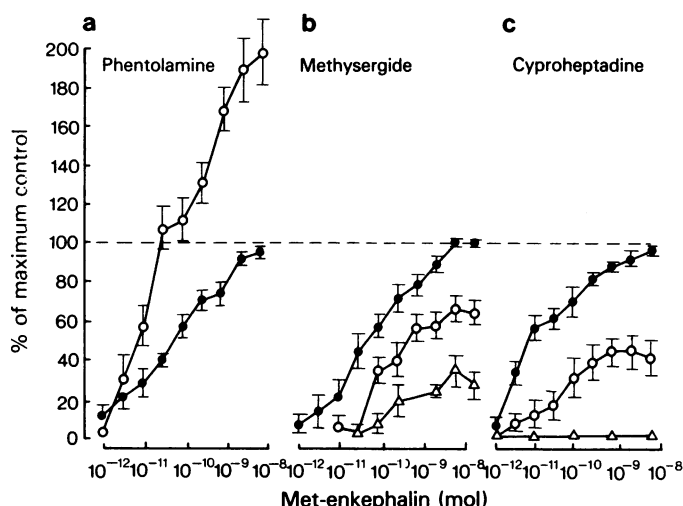 a b c
Phentolamine Methysergide Cyproheptadine
200
180
160
140
120
100
80
60
40
20
0
% of maximum control
10⁻¹² 10⁻¹¹ 10⁻¹⁰ 10⁻⁹ 10⁻⁸ 10⁻¹² 10⁻¹¹ 10⁻¹¹ 10⁻⁹ 10⁻⁸ 10⁻¹² 10⁻¹¹ 10⁻¹⁰ 10⁻⁹ 10⁻⁸
Met-enkephalin (mol)